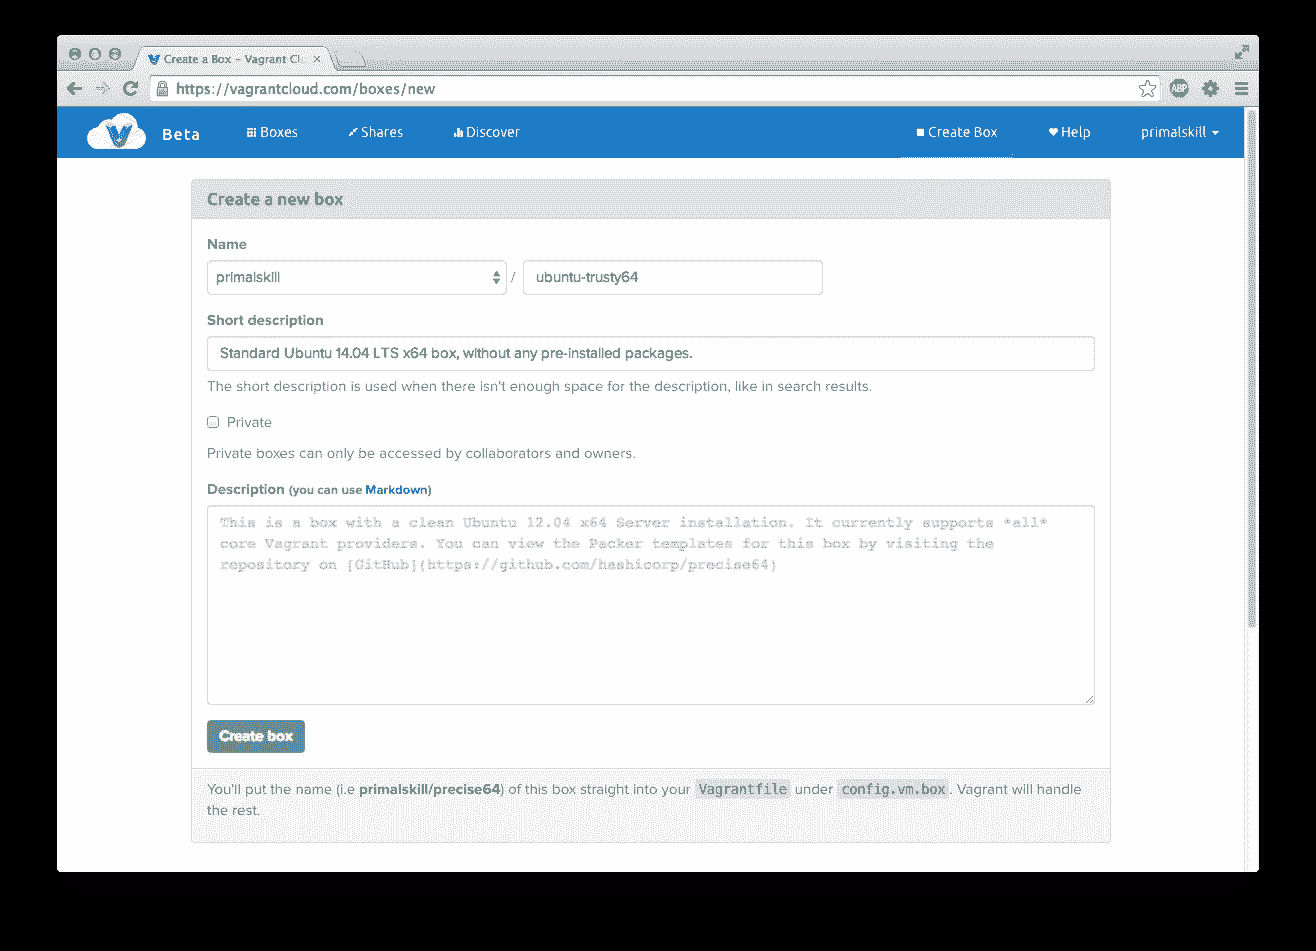 Create a Box - Vagrant Cl
https://vagrantcloud.com/boxes/new
ABP
Beta
Boxes
Shares
Discover
Create Box
Help
primalskill
Create a new box
Name
primalskill / ubuntu-trusty64
Short description
Standard Ubuntu 14.04 LTS x64 box, without any pre-installed packages.
The short description is used when there isn't enough space for the description, like in search results.
Private
Private boxes can only be accessed by collaborators and owners.
Description (you can use Markdown)
This is a box with a clean Ubuntu 12.04 x64 Server installation. It currently supports *all*
core Vagrant providers. You can view the Packer templates for this box by visiting the
repository on [GitHub](https://github.com/hashicorp/precise64)
Create box
You'll put the name (i.e primalskill/precise64) of this box straight into your Vagrantfile under config.vm.box. Vagrant will handle
the rest.